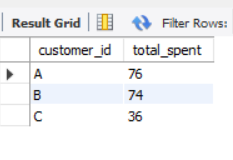 Result Grid Filter Rows:
customer_id total_spent
A 76
B 74
C 36